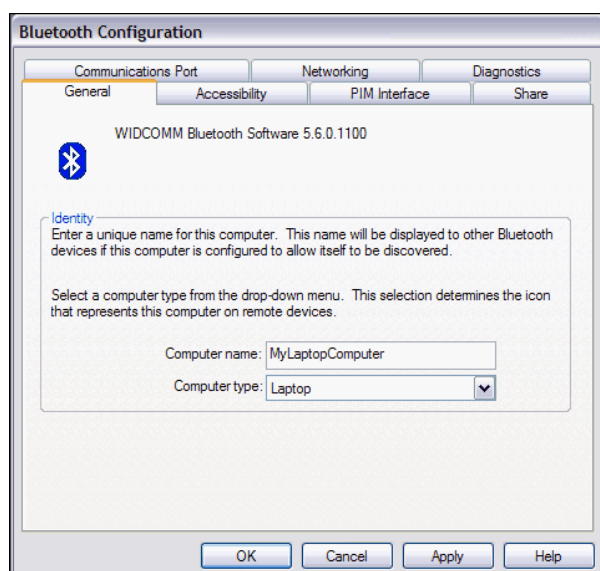 Bluetooth Configuration
Communications Port Networking Diagnostics
General Accessibility PIM Interface Share
WIDCOMM Bluetooth Software 5.6.0.1100
Identity
Enter a unique name for this computer. This name will be displayed to other Bluetooth
devices if this computer is configured to allow itself to be discovered.
Select a computer type from the drop-down menu. This selection determines the icon
that represents this computer on remote devices.
Computer name: MyLaptopComputer
Computer type: Laptop
OK Cancel Apply Help